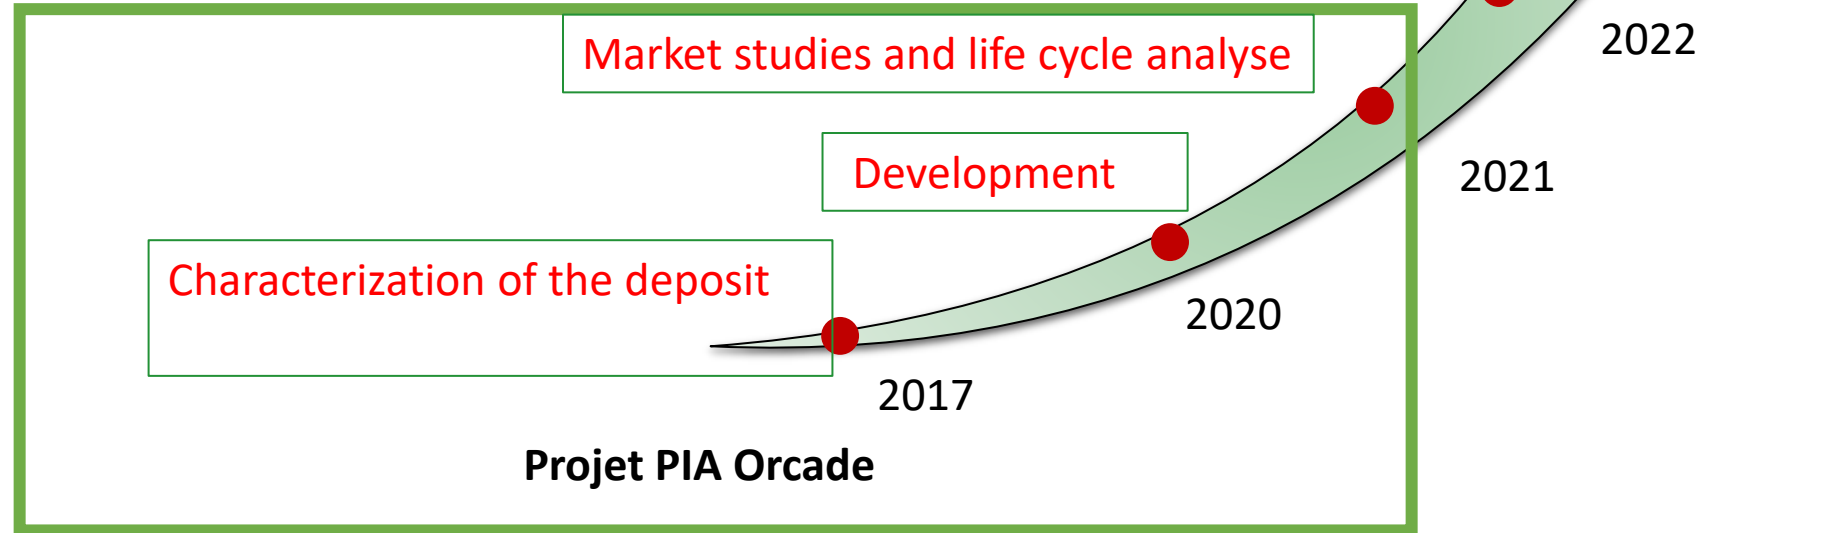 2022
Market studies and life cycle analyse
2021
Development
2020
Characterization of the deposit
2017
Projet PIA Orcade